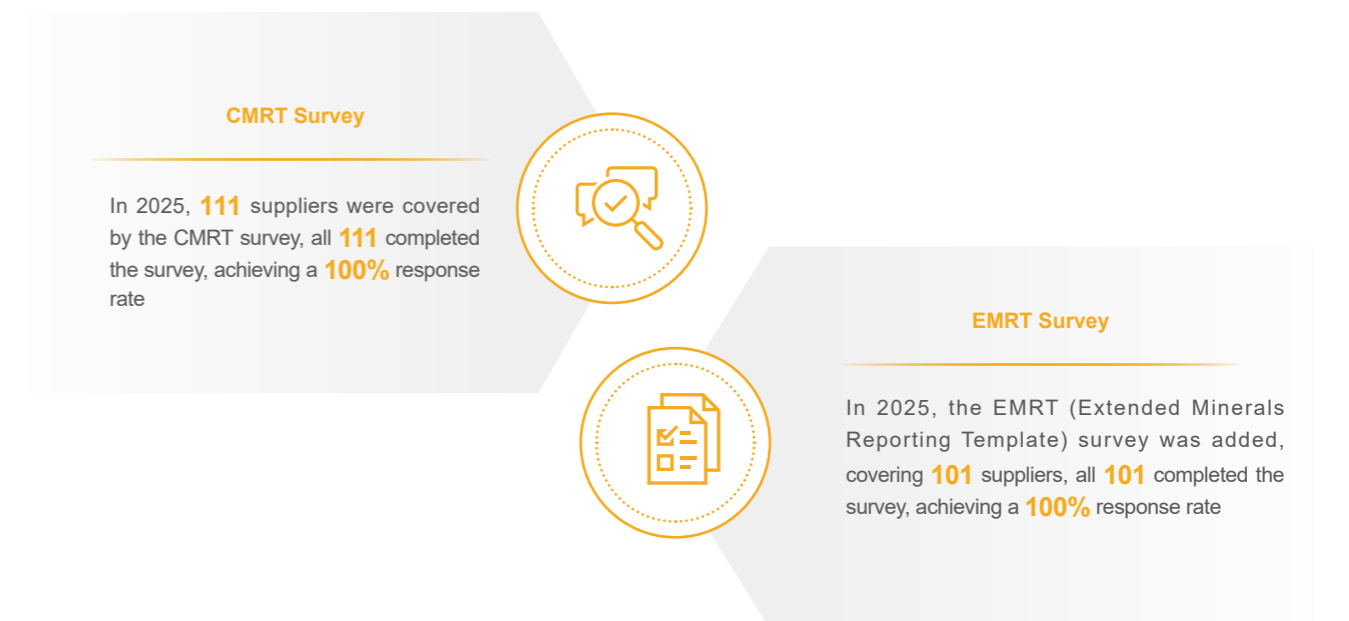 CMRT Survey
In 2025, 111 suppliers were covered
by the CMRT survey, all 111 completed
the survey, achieving a 100% response
rate
EMRT Survey
In 2025, the EMRT (Extended Minerals
Reporting Template) survey was added,
covering 101 suppliers, all 101 completed the
survey, achieving a 100% response rate